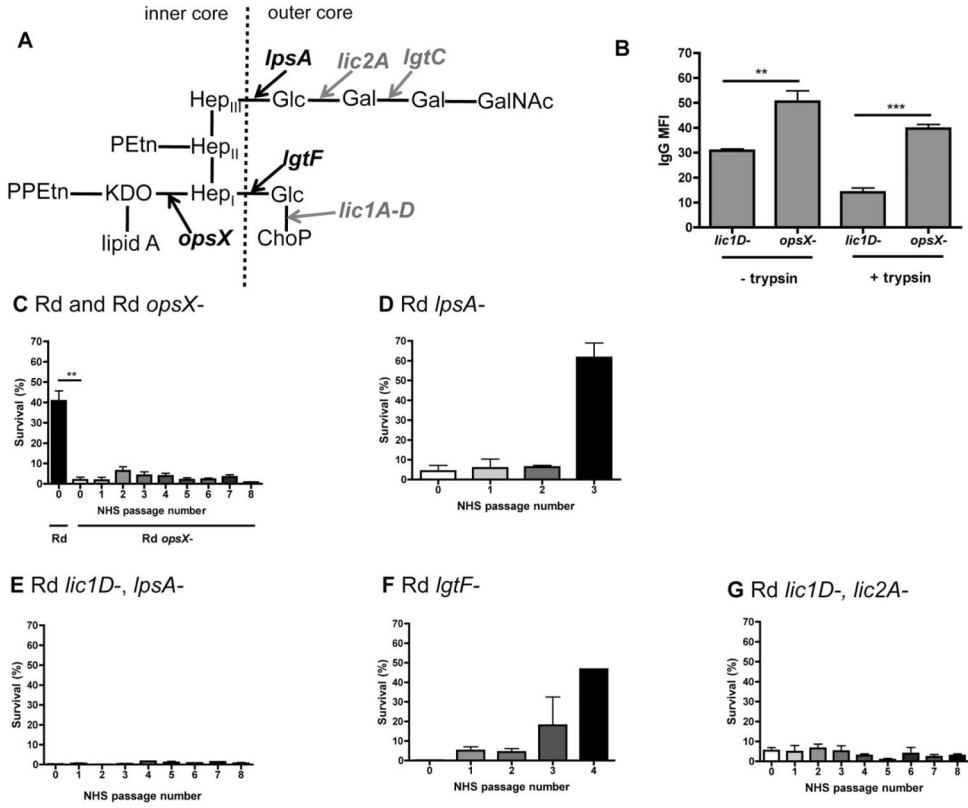 inner core outer core
A
lpsA lic2A lgtC
HepIII Glc Gal Gal GalNAc
PEtn HepII
lgtF
PPEtn KDO HepI Glc
lic1A-D
lipid A opsX ChoP
B
** ***
IgG MFI
60
50
40
30
20
10
0
lic1D- opsX- lic1D- opsX-
- trypsin + trypsin
C Rd and Rd opsX-
Survival (%)
70
60
50
40
30
20
10
0
**
0 0 1 2 3 4 5 6 7 8
NHS passage number
Rd Rd opsX-
D Rd lpsA-
Survival (%)
70
60
50
40
30
20
10
0
0 1 2 3
NHS passage number
E Rd lic1D-, lpsA-
Survival (%)
70
60
50
40
30
20
10
0
0 1 2 3 4 5 6 7 8
NHS passage number
F Rd lgtF-
Survival (%)
70
60
50
40
30
20
10
0
0 1 2 3 4
NHS passage number
G Rd lic1D-, lic2A-
Survival (%)
70
60
50
40
30
20
10
0
0 1 2 3 4 5 6 7 8
NHS passage number